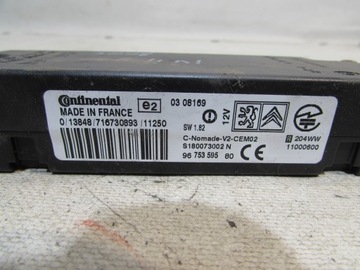 Continental
MADE IN FRANCE
e2
03 08169
0/13848/716730893/11250
SW 1.82
12V
C-Nomade-V2-CEM02
S180073002 N
96 753 595 80
204WW
11000600